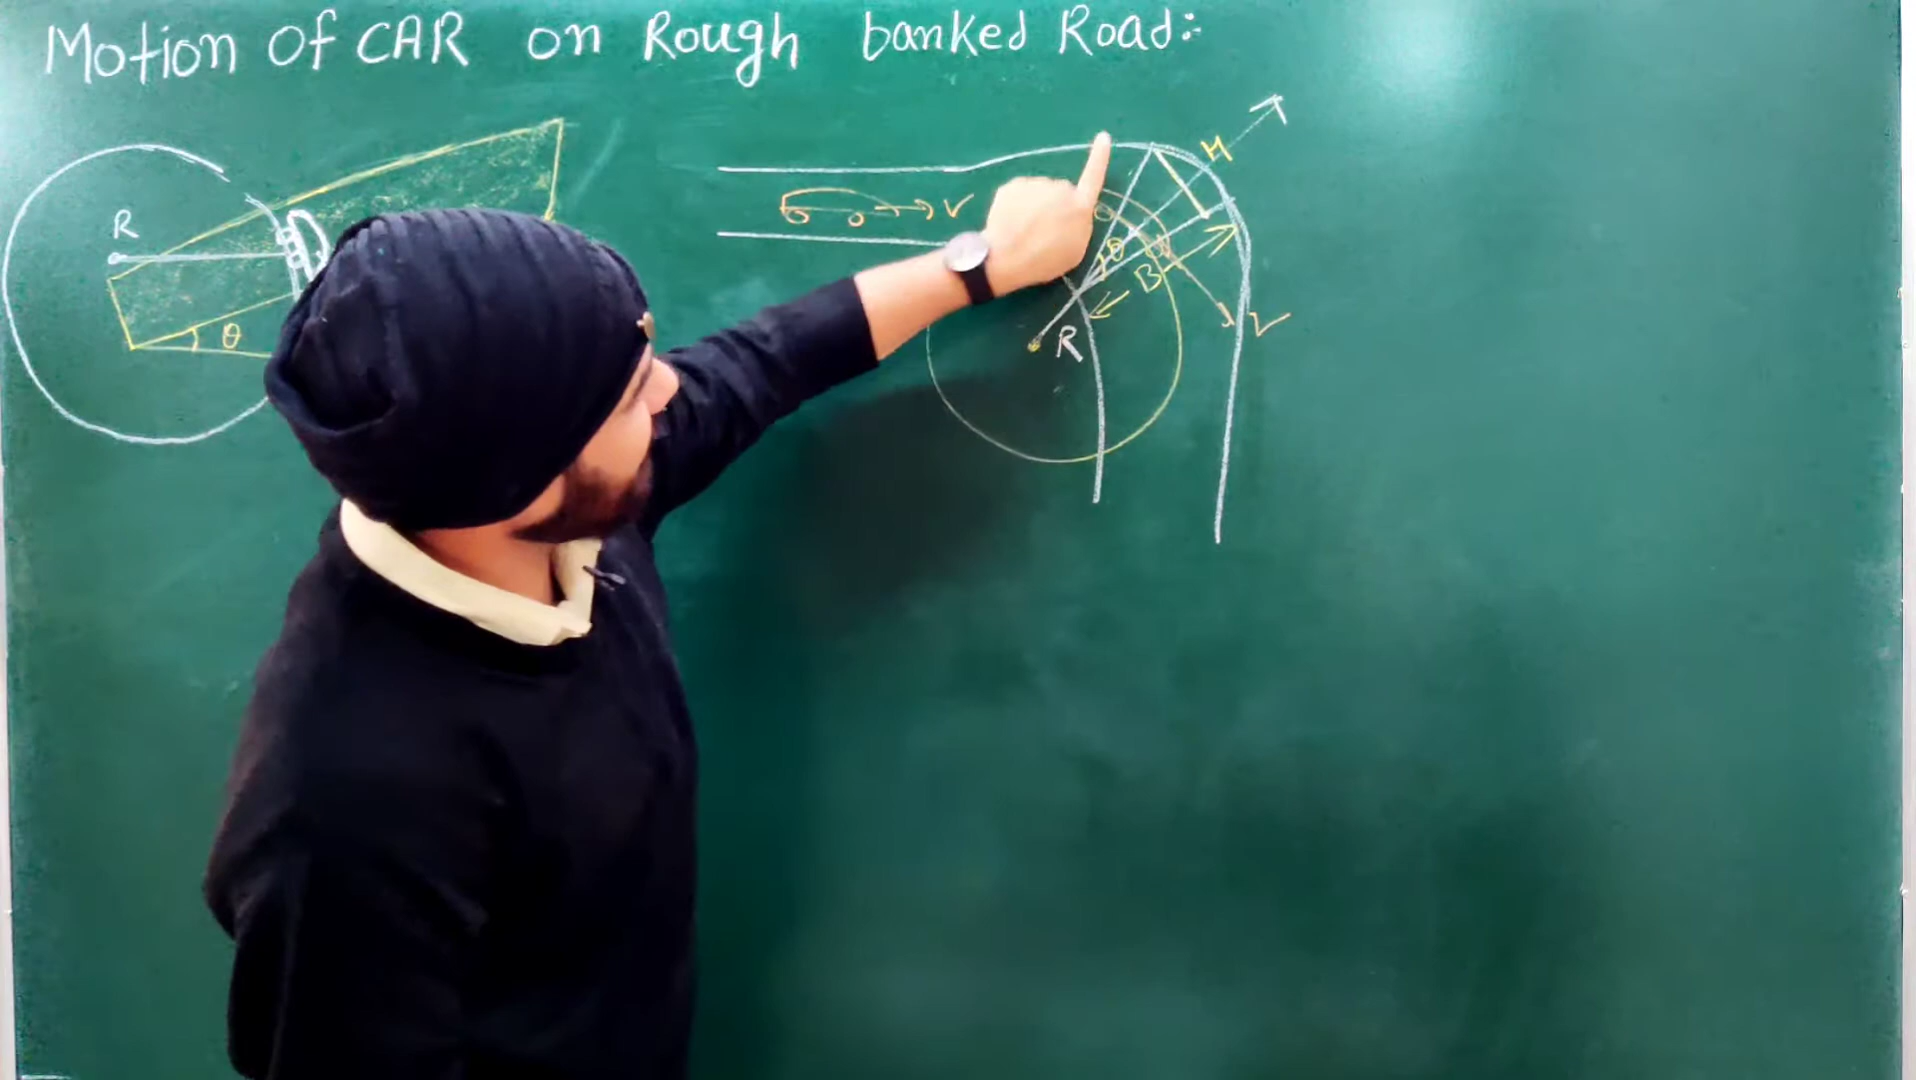 Motion Of CAR on Rough banked Road:-
R
θ
v
H
θ
B
R
v